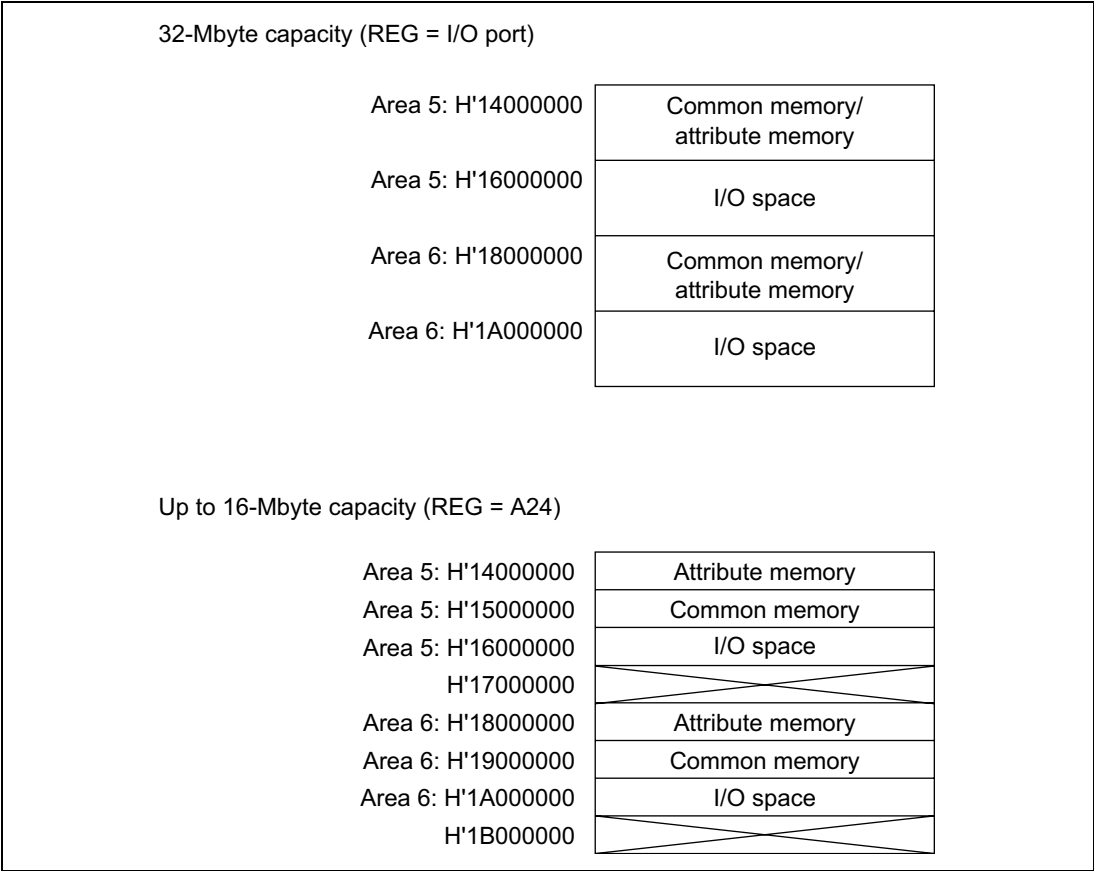 32-Mbyte capacity (REG = I/O port)
Area 5: H'14000000
Common memory/
attribute memory
Area 5: H'16000000
I/O space
Area 6: H'18000000
Common memory/
attribute memory
Area 6: H'1A000000
I/O space
Up to 16-Mbyte capacity (REG = A24)
Area 5: H'14000000 Attribute memory
Area 5: H'15000000 Common memory
Area 5: H'16000000 I/O space
H'17000000
Area 6: H'18000000 Attribute memory
Area 6: H'19000000 Common memory
Area 6: H'1A000000 I/O space
H'1B000000